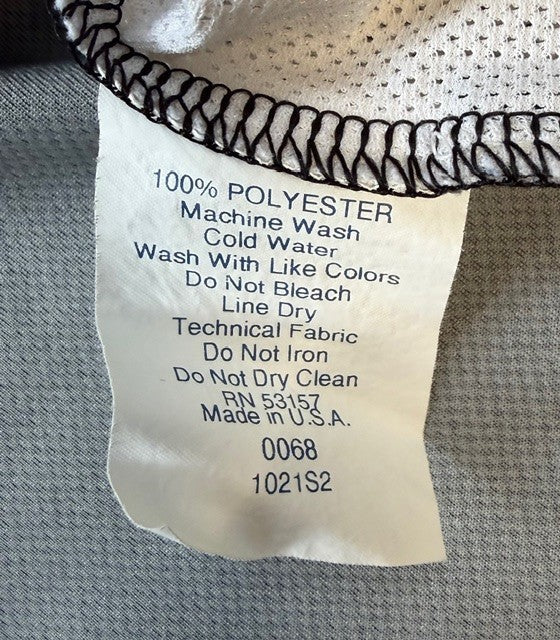 100% POLYESTER
Machine Wash
Cold Water
Wash With Like Colors
Do Not Bleach
Line Dry
Technical Fabric
Do Not Iron
Do Not Dry Clean
RN 53157
Made in U.S.A.
0068
1021S2